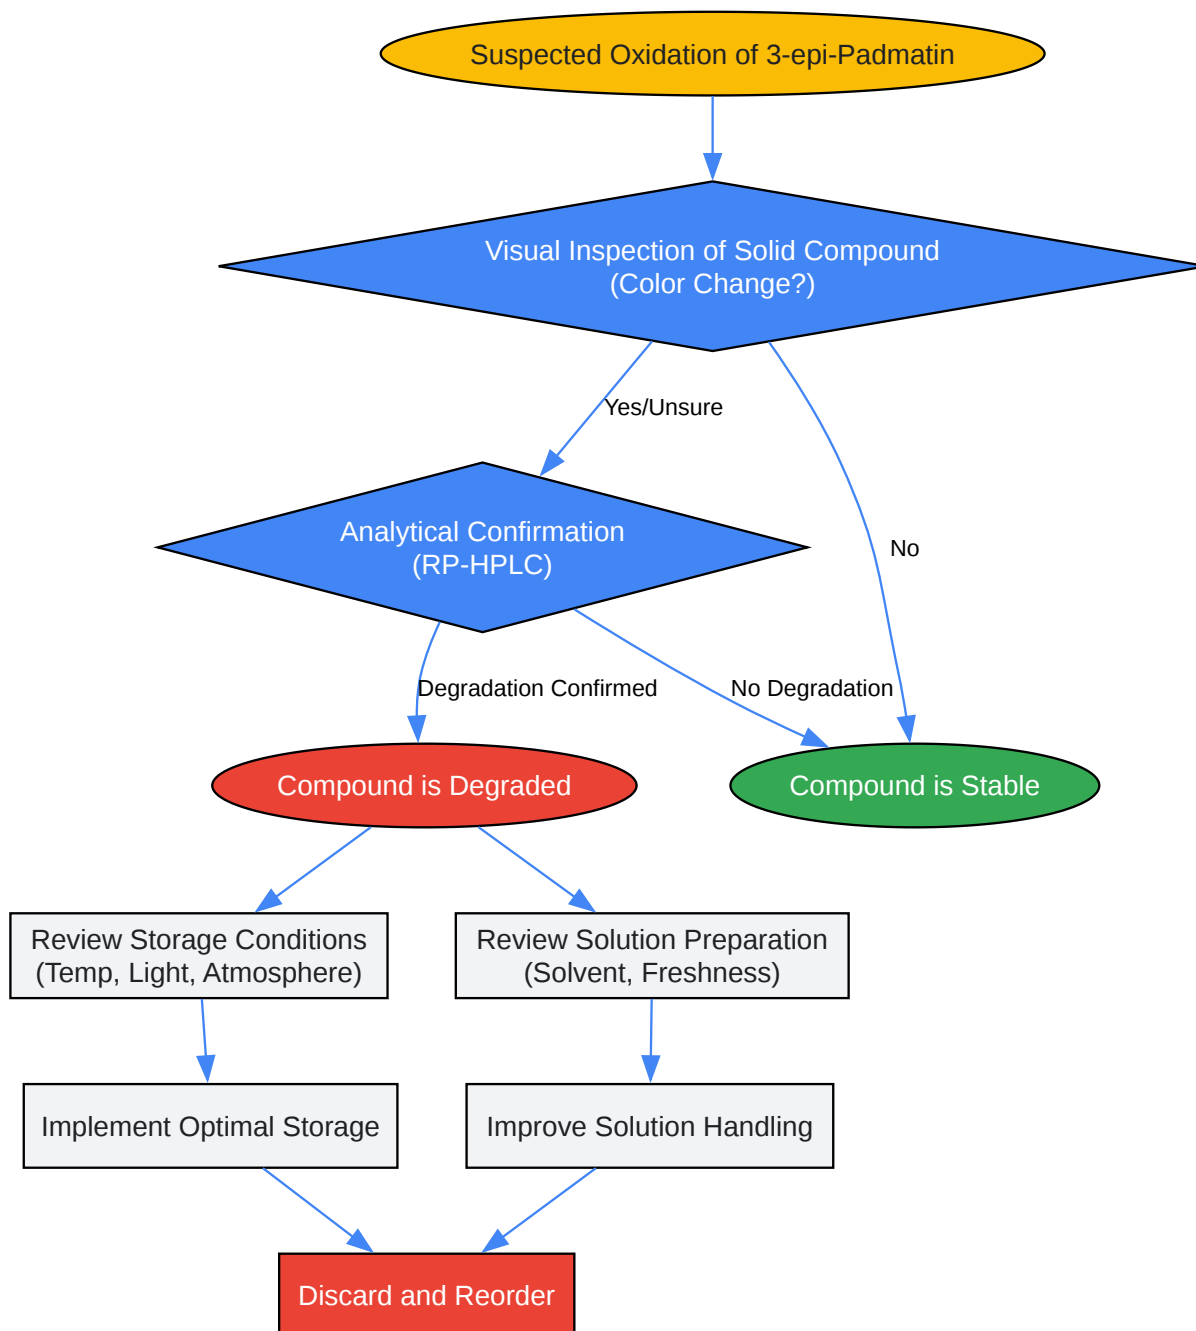 Suspected Oxidation of 3-epi-Padmatin
Visual Inspection of Solid Compound
(Color Change?)
Yes/Unsure
Analytical Confirmation
(RP-HPLC)
No
Degradation Confirmed
No Degradation
Compound is Degraded
Compound is Stable
Review Storage Conditions
(Temp, Light, Atmosphere)
Review Solution Preparation
(Solvent, Freshness)
Implement Optimal Storage
Improve Solution Handling
Discard and Reorder